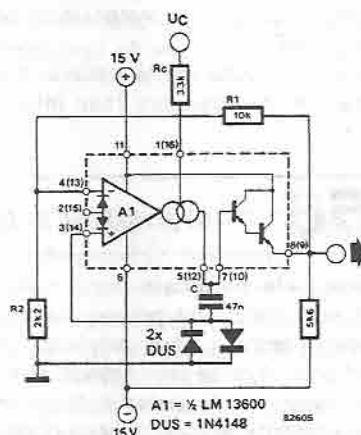 UC
15 V
RC
33k
R1
10k
11
1(16)
4(13)
2(15)
3(14)
A1
8(9)
6
5(12)
7(10)
C
47n
R2
2k2
2x
DUS
5k6
A1 = ½ LM 13600
DUS = 1N4148
82605
15V